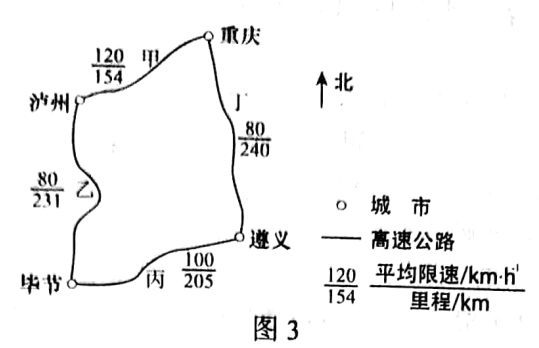 重庆
120
154
甲
泸州
北
丁
80
240
80
231
乙
城 市
遵义
高速公路
100
205
丙
毕节
120
154
平均限速/km·h¹
里程/km
图3